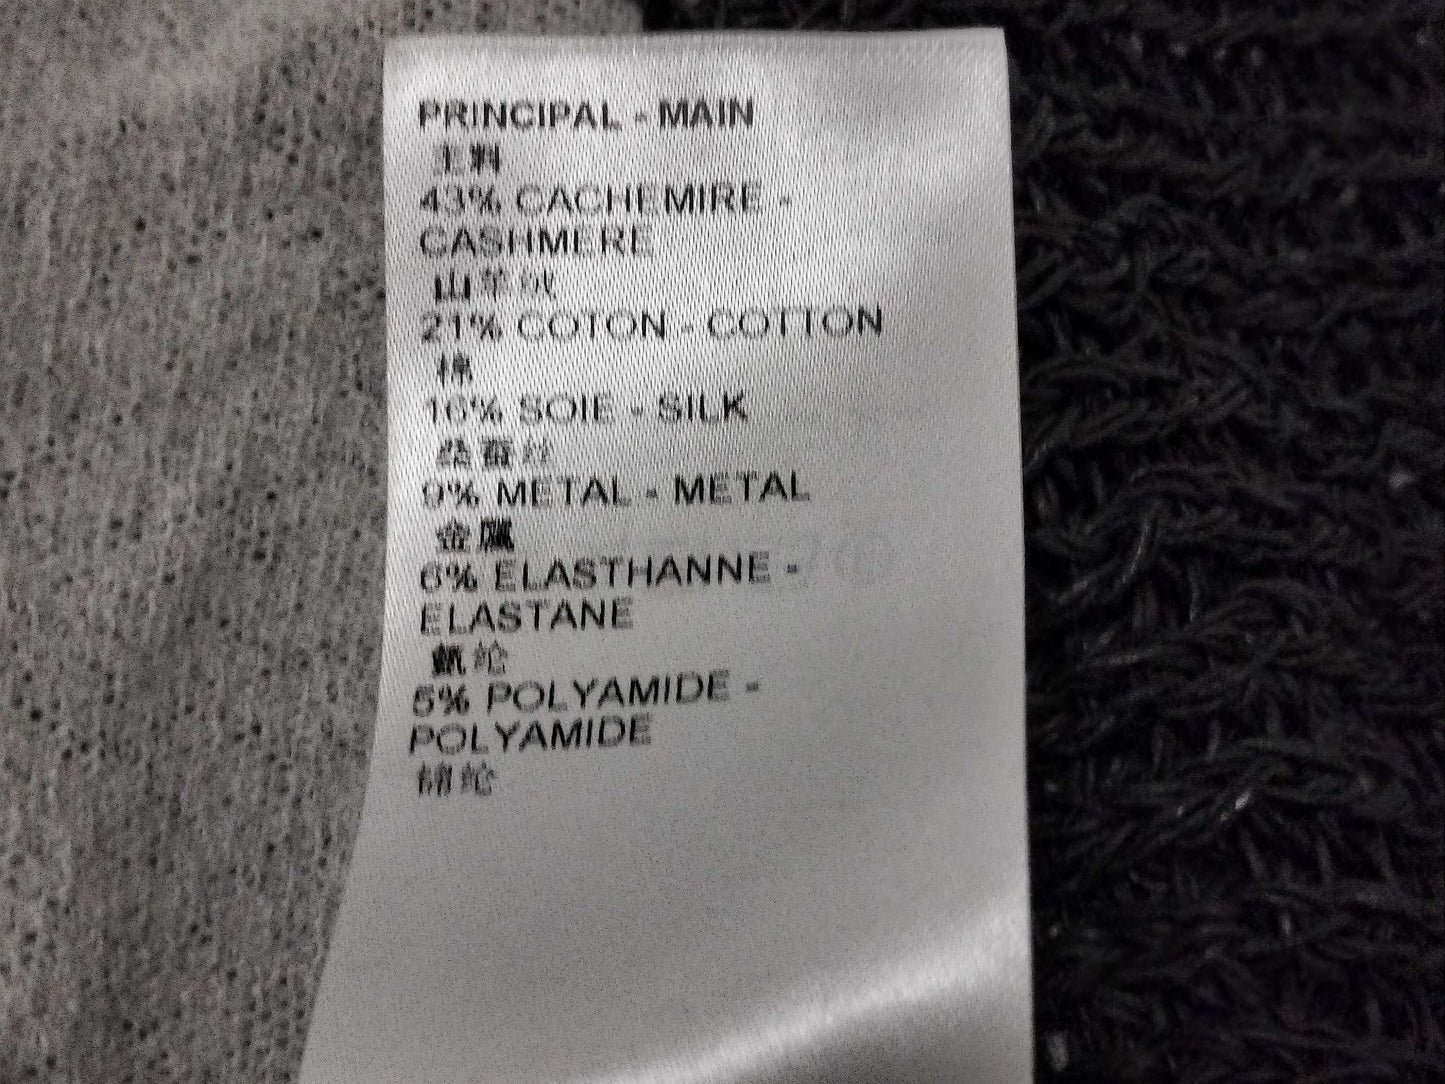 PRINCIPAL - MAIN
主料
43% CACHEMIRE -
CASHMERE
山羊绒
21% COTON - COTTON
棉
16% SOIE - SILK
桑蚕丝
9% METAL - METAL
金属
6% ELASTHANNE -
ELASTANE
氨纶
5% POLYAMIDE -
POLYAMIDE
锦纶